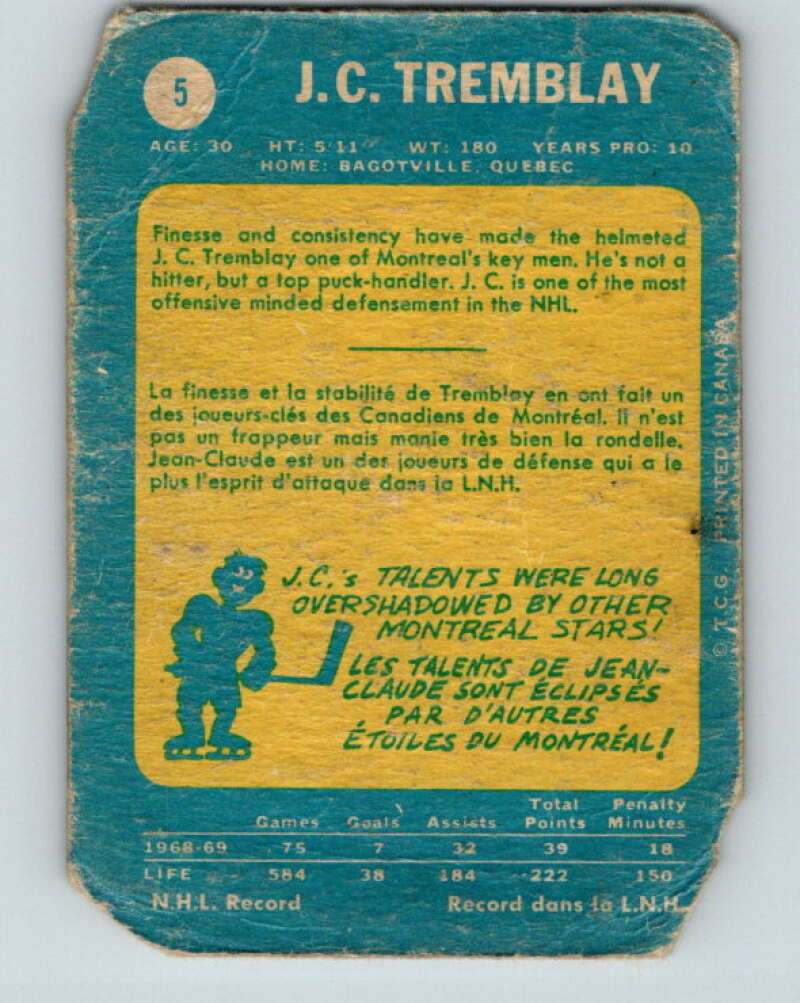 5
J.C. TREMBLAY
AGE: 30 HT: 5'11" WT: 180 YEARS PRO: 10
HOME: BAGOTVILLE, QUEBEC
Finesse and consistency have made the helmeted
J. C. Tremblay one of Montreal's key men. He's not a
hitter, but a top puck-handler. J. C. is one of the most
offensive minded defensement in the NHL.
La finesse et la stabilité de Tremblay en ont fait un
des joueurs-clés des Canadiens de Montréal. Il n'est
pas un frappeur mais manie très bien la rondelle.
Jean-Claude est un des joueurs de défense qui a le
plus l'esprit d'attaque dans la L.N.H.
J.C.'s TALENTS WERE LONG
OVERSHADOWED BY OTHER
MONTREAL STARS!
LES TALENTS DE JEAN-
CLAUDE SONT ÉCLIPSÉS
PAR D'AUTRES
ÉTOILES DU MONTRÉAL!
© T.C.G. PRINTED IN CANADA
Total Penalty
Games Goals Assists Points Minutes
1968-69 75 7 32 39 18
LIFE 584 38 184 222 150
N.H.L. Record Record dans la L.N.H.